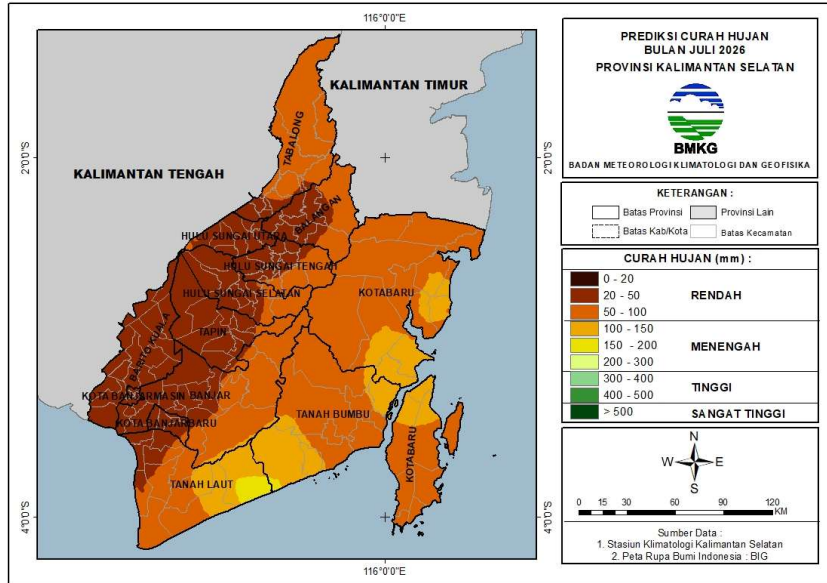 116°0'0"E
KALIMANTAN TIMUR
KALIMANTAN TENGAH
2°0'0"S
2°0'0"S
TABALONG
BALANGAN
HULU SUNGAI UTARA
HULU SUNGAI TENGAH
HULU SUNGAI SELATAN
KOTABARU
TAPIN
BARITO KUALA
KOTA BANJARMASIN
BANJAR
KOTA BANJARBARU
TANAH BUMBU
TANAH LAUT
KOTABARU
4°0'0"S
4°0'0"S
116°0'0"E
PREDIKSI CURAH HUJAN
BULAN JULI 2026
PROVINSI KALIMANTAN SELATAN
BMKG
BADAN METEOROLOGI KLIMATOLOGI DAN GEOFISIKA
KETERANGAN :
Batas Provinsi
Provinsi Lain
Batas Kab/Kota
Batas Kecamatan
CURAH HUJAN (mm) :
0 - 20
20 - 50
RENDAH
50 - 100
100 - 150
150 - 200
MENENGAH
200 - 300
300 - 400
TINGGI
400 - 500
> 500
SANGAT TINGGI
N
W
E
S
0 15 30 60 90 120
KM
Sumber Data :
1. Stasiun Klimatologi Kalimantan Selatan
2. Peta Rupa Bumi Indonesia : BIG